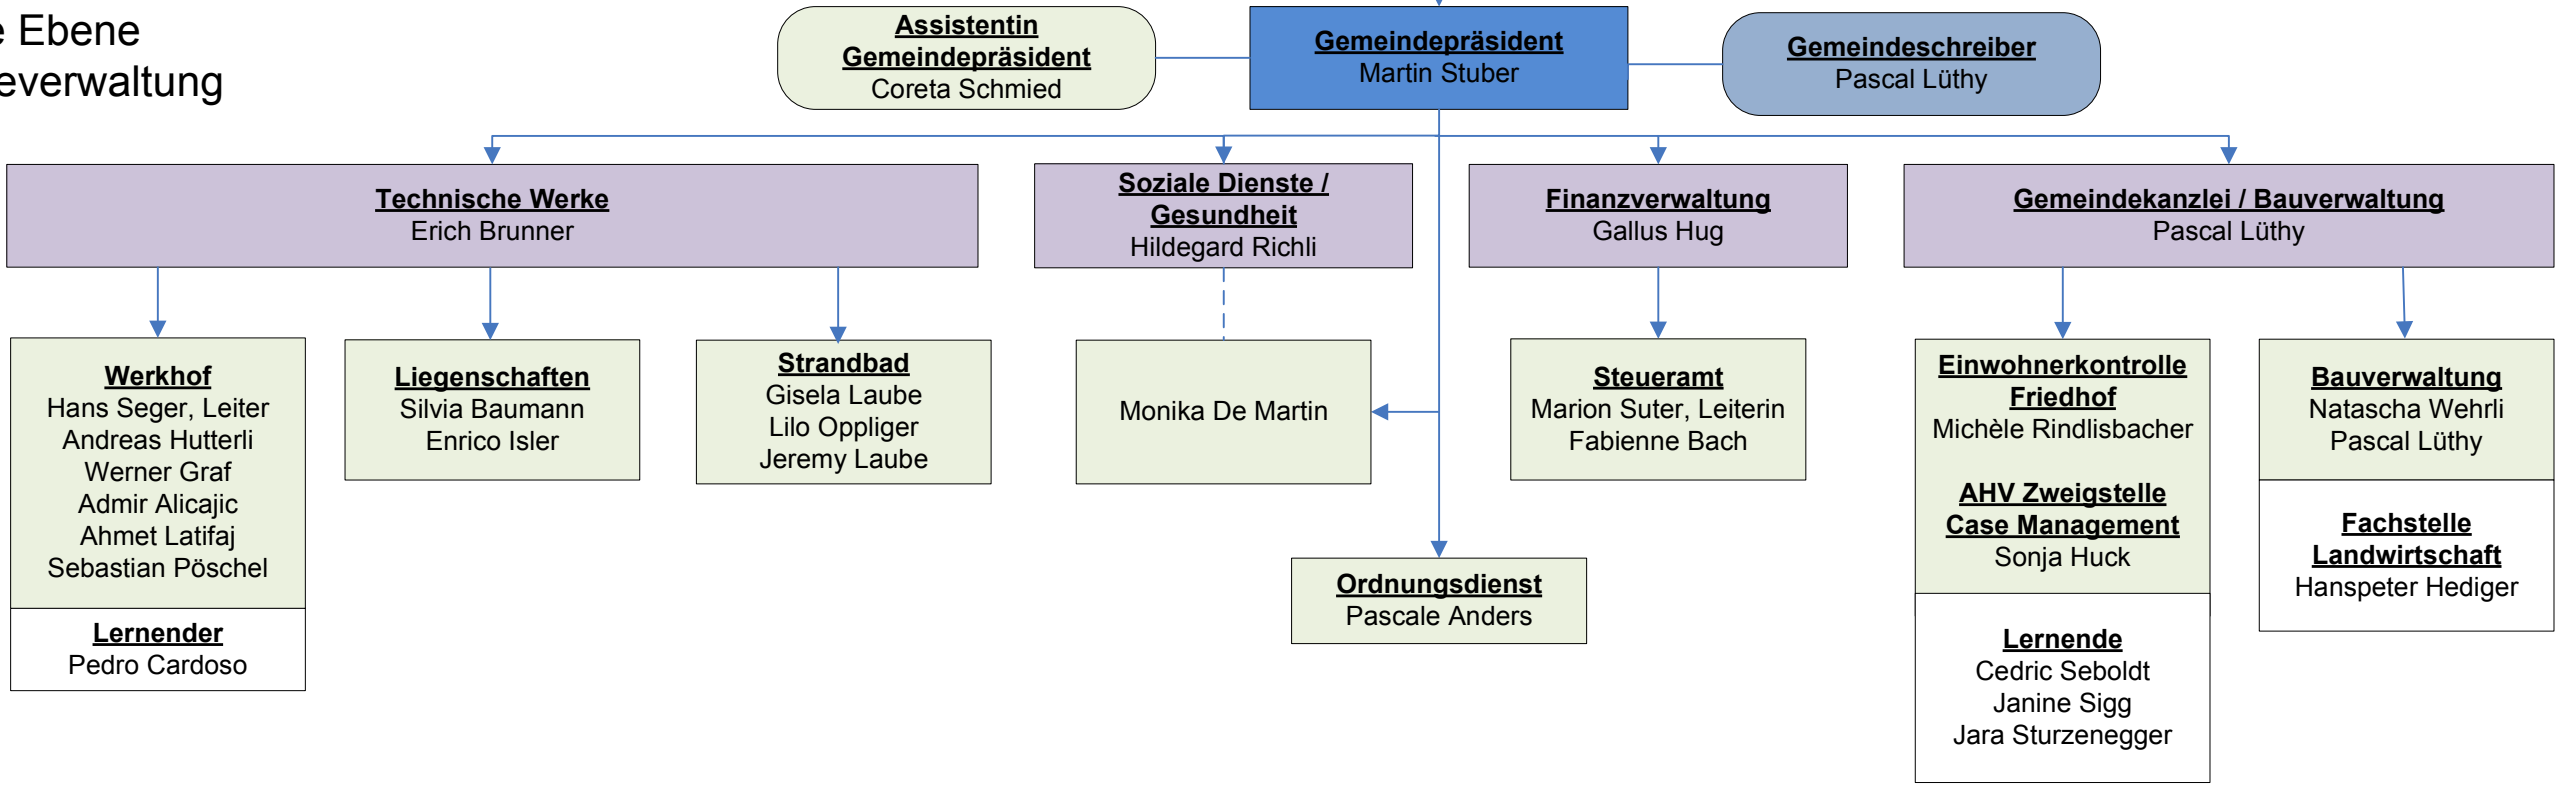 e Ebene
everwaltung
Assistentin
Gemeindepräsident
Coreta Schmied
Gemeindepräsident
Martin Stuber
Gemeindeschreiber
Pascal Lüthy
Technische Werke
Erich Brunner
Soziale Dienste /
Gesundheit
Hildegard Richli
Finanzverwaltung
Gallus Hug
Gemeindekanzlei / Bauverwaltung
Pascal Lüthy
Werkhof
Hans Seger, Leiter
Andreas Hutterli
Werner Graf
Admir Alicajic
Ahmet Latifaj
Sebastian Pöschel
Lernender
Pedro Cardoso
Liegenschaften
Silvia Baumann
Enrico Isler
Strandbad
Gisela Laube
Lilo Oppliger
Jeremy Laube
Monika De Martin
Ordnungsdienst
Pascale Anders
Steueramt
Marion Suter, Leiterin
Fabienne Bach
Einwohnerkontrolle
Friedhof
Michèle Rindlisbacher
AHV Zweigstelle
Case Management
Sonja Huck
Lernende
Cedric Seboldt
Janine Sigg
Jara Sturzenegger
Bauverwaltung
Natascha Wehrli
Pascal Lüthy
Fachstelle
Landwirtschaft
Hanspeter Hediger